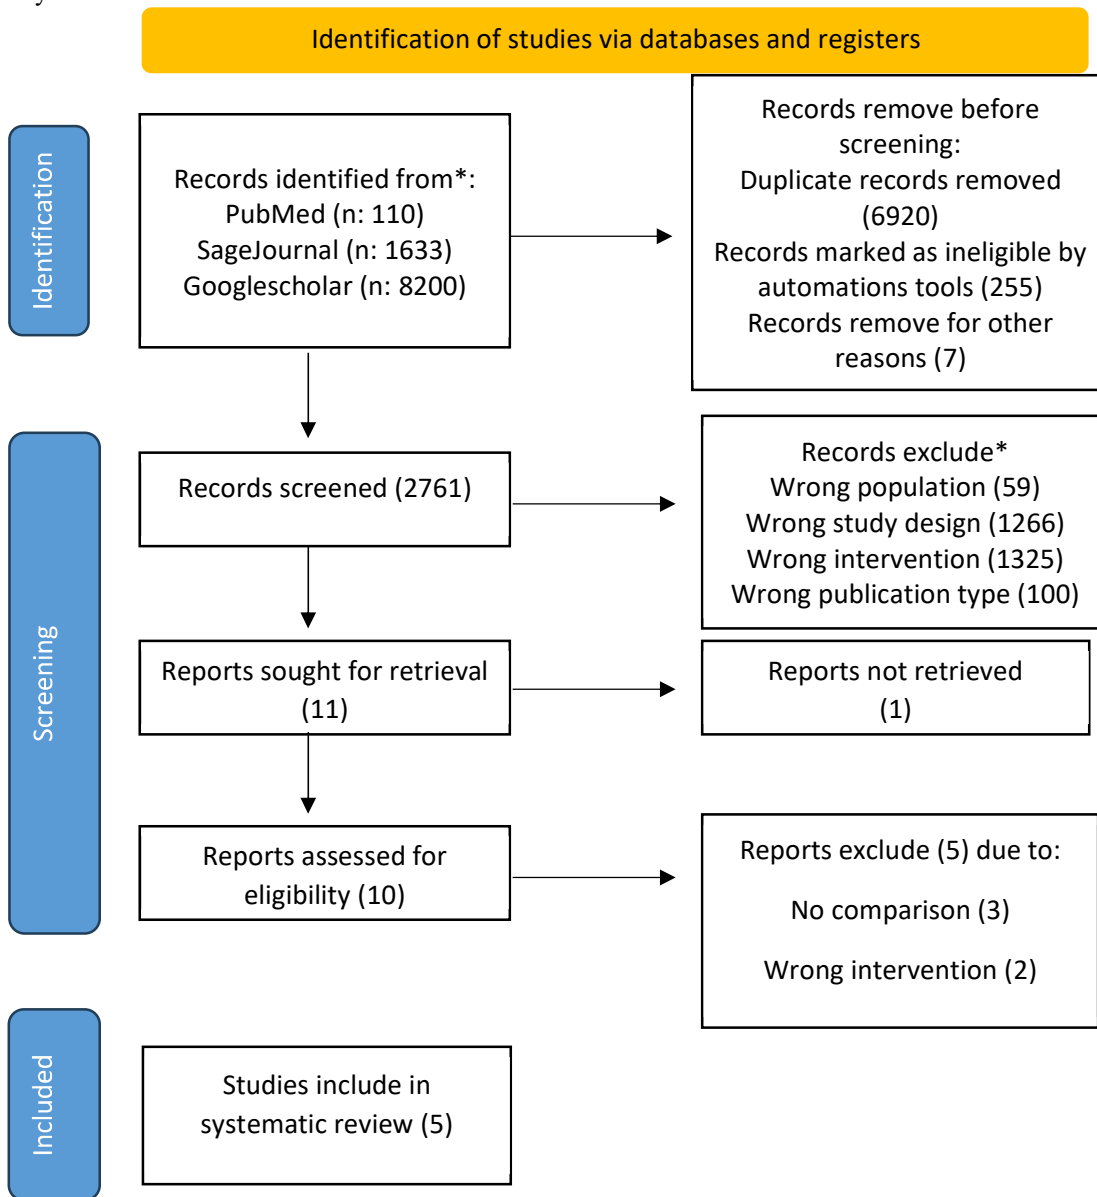 y
Identification of studies via databases and registers
Identification
Records identified from*:
PubMed (n: 110)
SageJournal (n: 1633)
Googlescholar (n: 8200)
Records remove before
screening:
Duplicate records removed
(6920)
Records marked as ineligible by
automations tools (255)
Records remove for other
reasons (7)
Screening
Records screened (2761)
Records exclude*
Wrong population (59)
Wrong study design (1266)
Wrong intervention (1325)
Wrong publication type (100)
Reports sought for retrieval
(11)
Reports not retrieved
(1)
Reports assessed for
eligibility (10)
Reports exclude (5) due to:
No comparison (3)
Wrong intervention (2)
Included
Studies include in
systematic review (5)